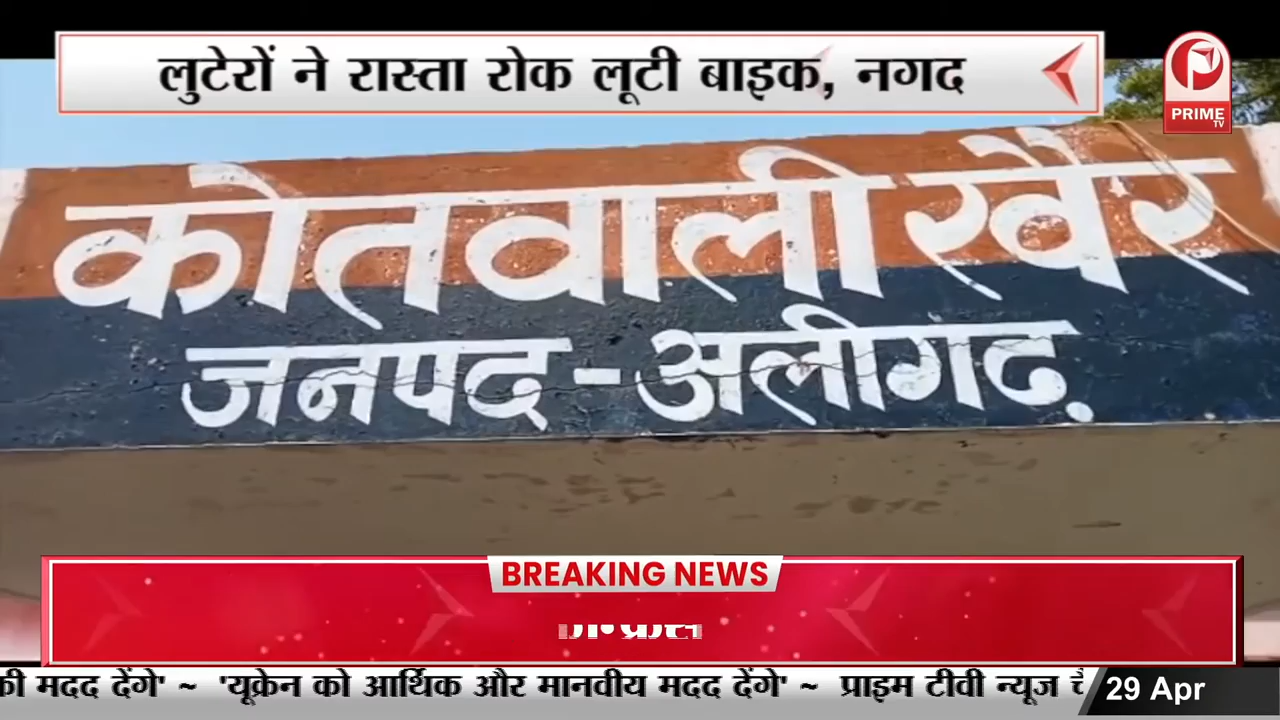 लुटेरों ने रास्ता रोक लूटी बाइक, नगद
PRIME
TV
कोतवाली खैर
जनपद-अलीगढ़
BREAKING NEWS
की मदद देंगे' ~ 'यूक्रेन को आर्थिक और मानवीय मदद देंगे' ~ प्राइम टीवी न्यूज
29 Apr